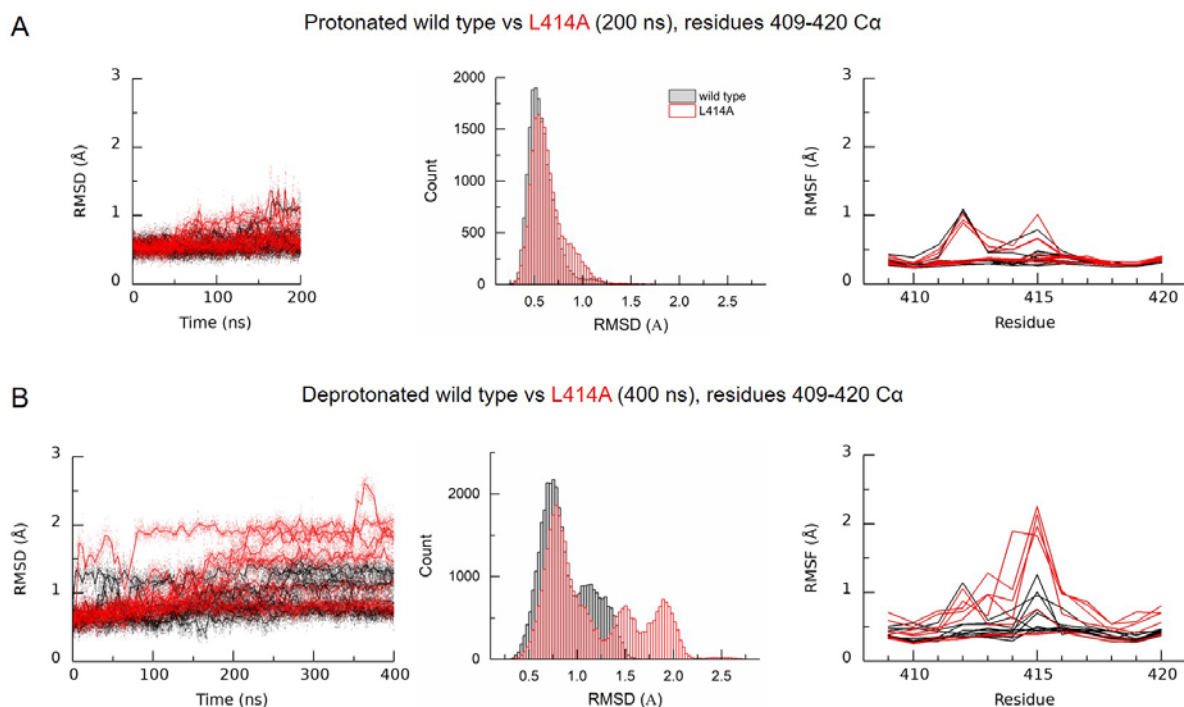 A
Protonated wild type vs L414A (200 ns), residues 409-420 Cα
3
2
1
0
RMSD (Å)
0 100 200
Time (ns)
2000
1500
1000
500
0
Count
wild type
L414A
0.5 1.0 1.5 2.0 2.5
RMSD (A)
3
2
1
0
RMSF (Å)
410 415 420
Residue
B
Deprotonated wild type vs L414A (400 ns), residues 409-420 Cα
3
2
1
0
RMSD (Å)
0 100 200 300 400
Time (ns)
2000
1000
0
Count
0.5 1.0 1.5 2.0 2.5
RMSD (A)
3
2
1
0
RMSF (Å)
410 415 420
Residue